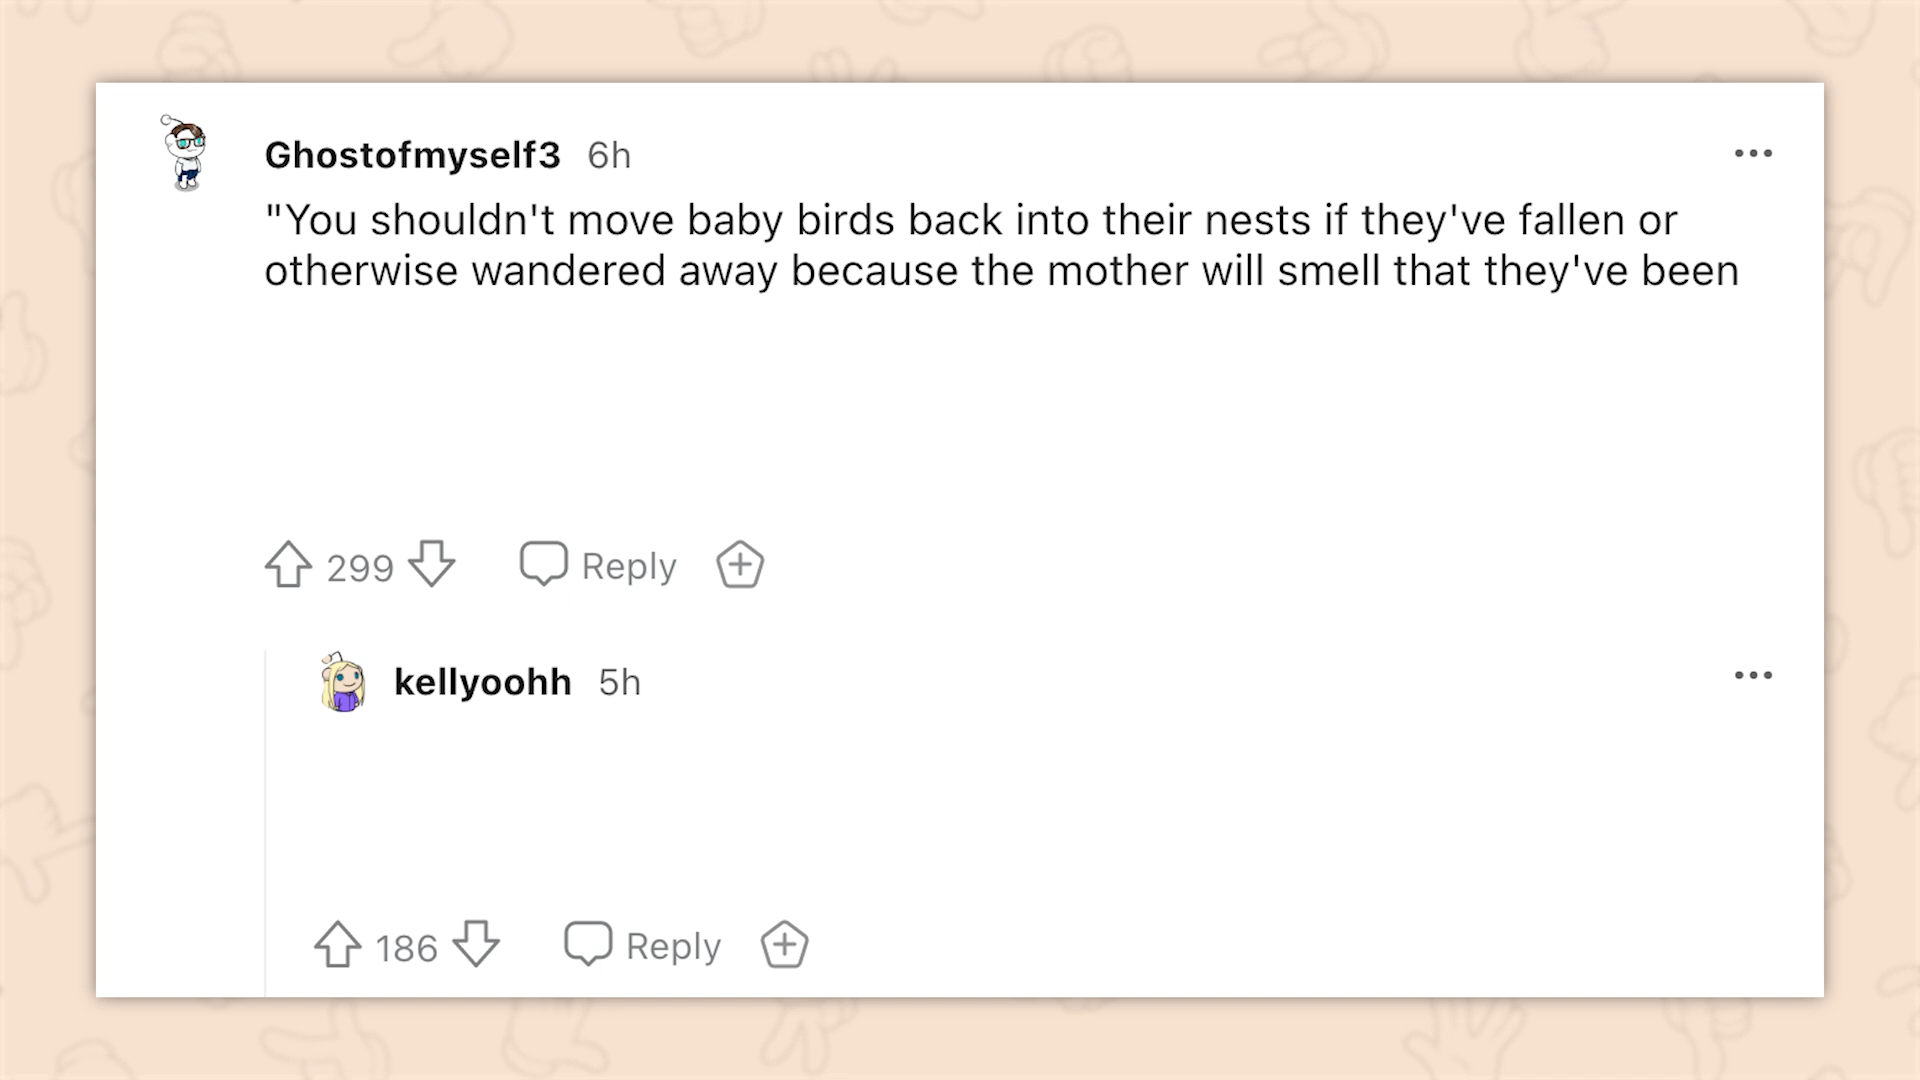 Ghostofmyself3 6h
"You shouldn't move baby birds back into their nests if they've fallen or
otherwise wandered away because the mother will smell that they've been
299 Reply
kellyoohh 5h
186 Reply